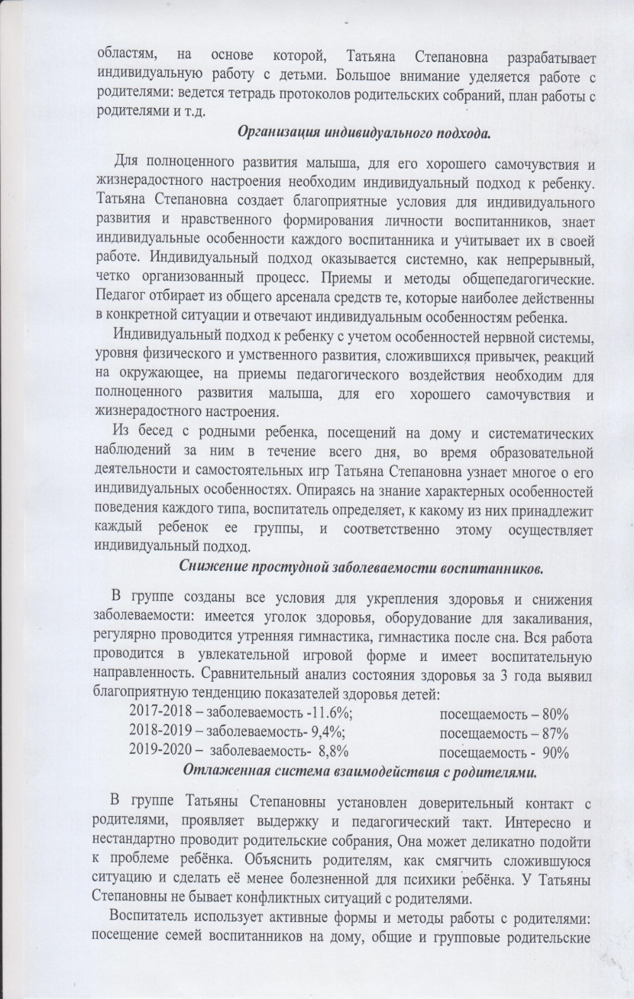 областям, на основе которой, Татьяна Степановна разрабатывает
индивидуальную работу с детьми. Большое внимание уделяется работе с
родителями: ведется тетрадь протоколов родительских собраний, план работы с
родителями и т.д.
Организация индивидуального подхода.
Для полноценного развития малыша, для его хорошего самочувствия и
жизнерадостного настроения необходим индивидуальный подход к ребенку.
Татьяна Степановна создает благоприятные условия для индивидуального
развития и нравственного формирования личности воспитанников, знает
индивидуальные особенности каждого воспитанника и учитывает их в своей
работе. Индивидуальный подход оказывается системно, как непрерывный,
четко организованный процесс. Приемы и методы общепедагогические.
Педагог отбирает из общего арсенала средств те, которые наиболее действенны
в конкретной ситуации и отвечают индивидуальным особенностям ребенка.
Индивидуальный подход к ребенку с учетом особенностей нервной системы,
уровня физического и умственного развития, сложившихся привычек, реакций
на окружающее, на приемы педагогического воздействия необходим для
полноценного развития малыша, для его хорошего самочувствия и
жизнерадостного настроения.
Из бесед с родными ребенка, посещений на дому и систематических
наблюдений за ним в течение всего дня, во время образовательной
деятельности и самостоятельных игр Татьяна Степановна узнает многое о его
индивидуальных особенностях. Опираясь на знание характерных особенностей
поведения каждого типа, воспитатель определяет, к какому из них принадлежит
каждый ребенок ее группы, и соответственно этому осуществляет
индивидуальный подход.
Снижение простудной заболеваемости воспитанников.
В группе созданы все условия для укрепления здоровья и снижения
заболеваемости: имеется уголок здоровья, оборудование для закаливания,
регулярно проводится утренняя гимнастика, гимнастика после сна. Вся работа
проводится в увлекательной игровой форме и имеет воспитательную
направленность. Сравнительный анализ состояния здоровья за 3 года выявил
благоприятную тенденцию показателей здоровья детей:
2017-2018 – заболеваемость -11.6%; посещаемость – 80%
2018-2019 – заболеваемость- 9,4%; посещаемость – 87%
2019-2020 – заболеваемость- 8,8% посещаемость - 90%
Отлаженная система взаимодействия с родителями.
В группе Татьяны Степановны установлен доверительный контакт с
родителями, проявляет выдержку и педагогический такт. Интересно и
нестандартно проводит родительские собрания, Она может деликатно подойти
к проблеме ребёнка. Объяснить родителям, как смягчить сложившуюся
ситуацию и сделать её менее болезненной для психики ребёнка. У Татьяны
Степановны не бывает конфликтных ситуаций с родителями.
Воспитатель использует активные формы и методы работы с родителями:
посещение семей воспитанников на дому, общие и групповые родительские